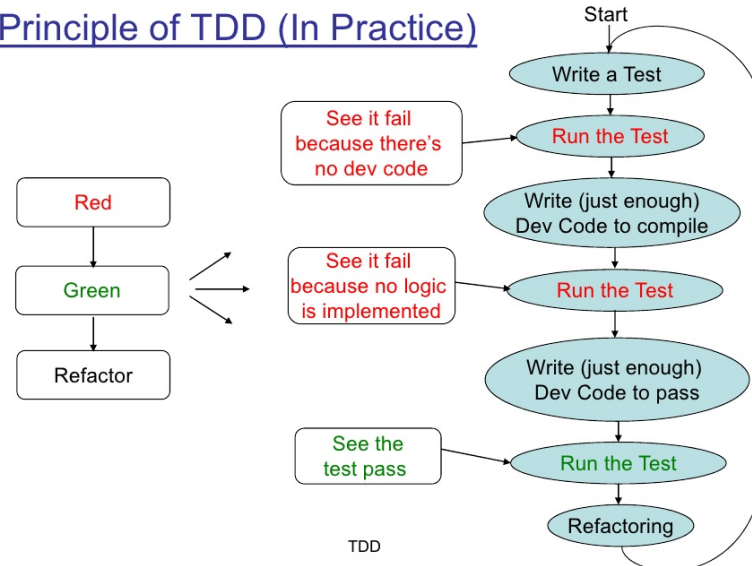 Principle of TDD (In Practice)
Start
Write a Test
See it fail
because there's
no dev code
Run the Test
Red
Write (just enough)
Dev Code to compile
Green
See it fail
because no logic
is implemented
Run the Test
Refactor
Write (just enough)
Dev Code to pass
See the
test pass
Run the Test
Refactoring
TDD